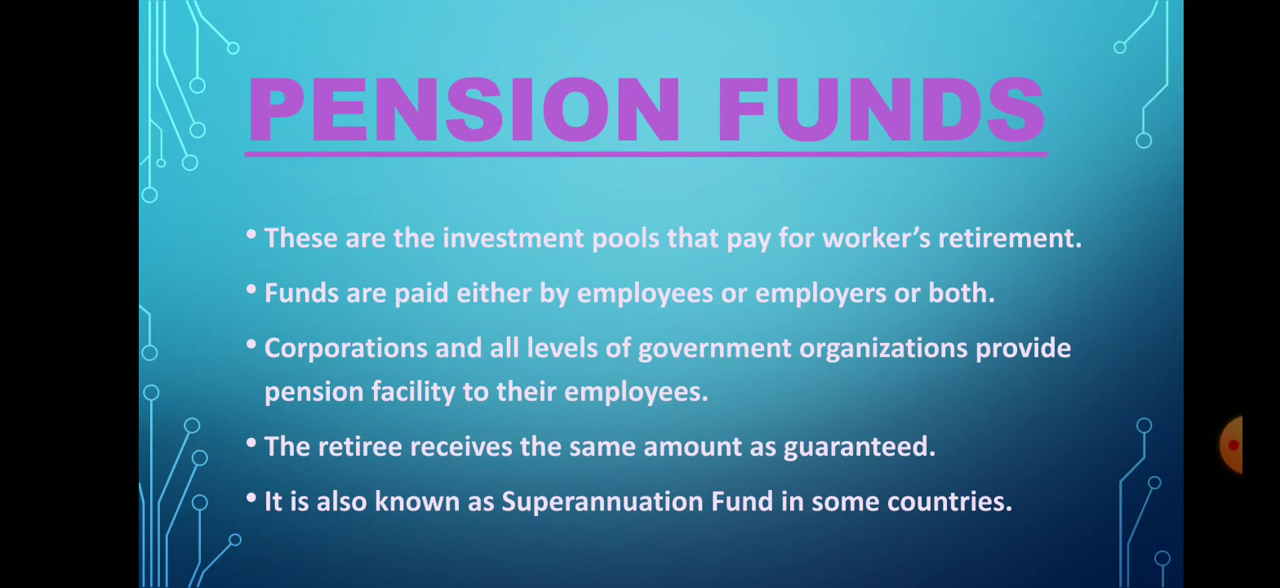 PENSION FUNDS
• These are the investment pools that pay for worker’s retirement.
• Funds are paid either by employees or employers or both.
• Corporations and all levels of government organizations provide
pension facility to their employees.
• The retiree receives the same amount as guaranteed.
• It is also known as Superannuation Fund in some countries.